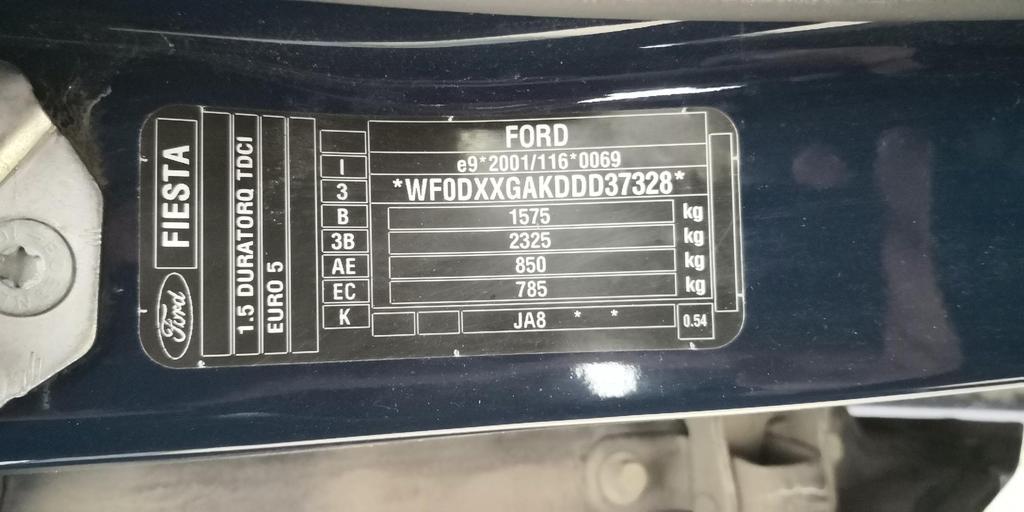 FIESTA
Ford
1.5 DURATORQ TDCI
EURO 5
FORD
I e9*2001/116*0069
3 *WF0DXXGAKDDD37328*
B 1575 kg
3B 2325 kg
AE 850 kg
EC 785 kg
K JA8 * * 0.54